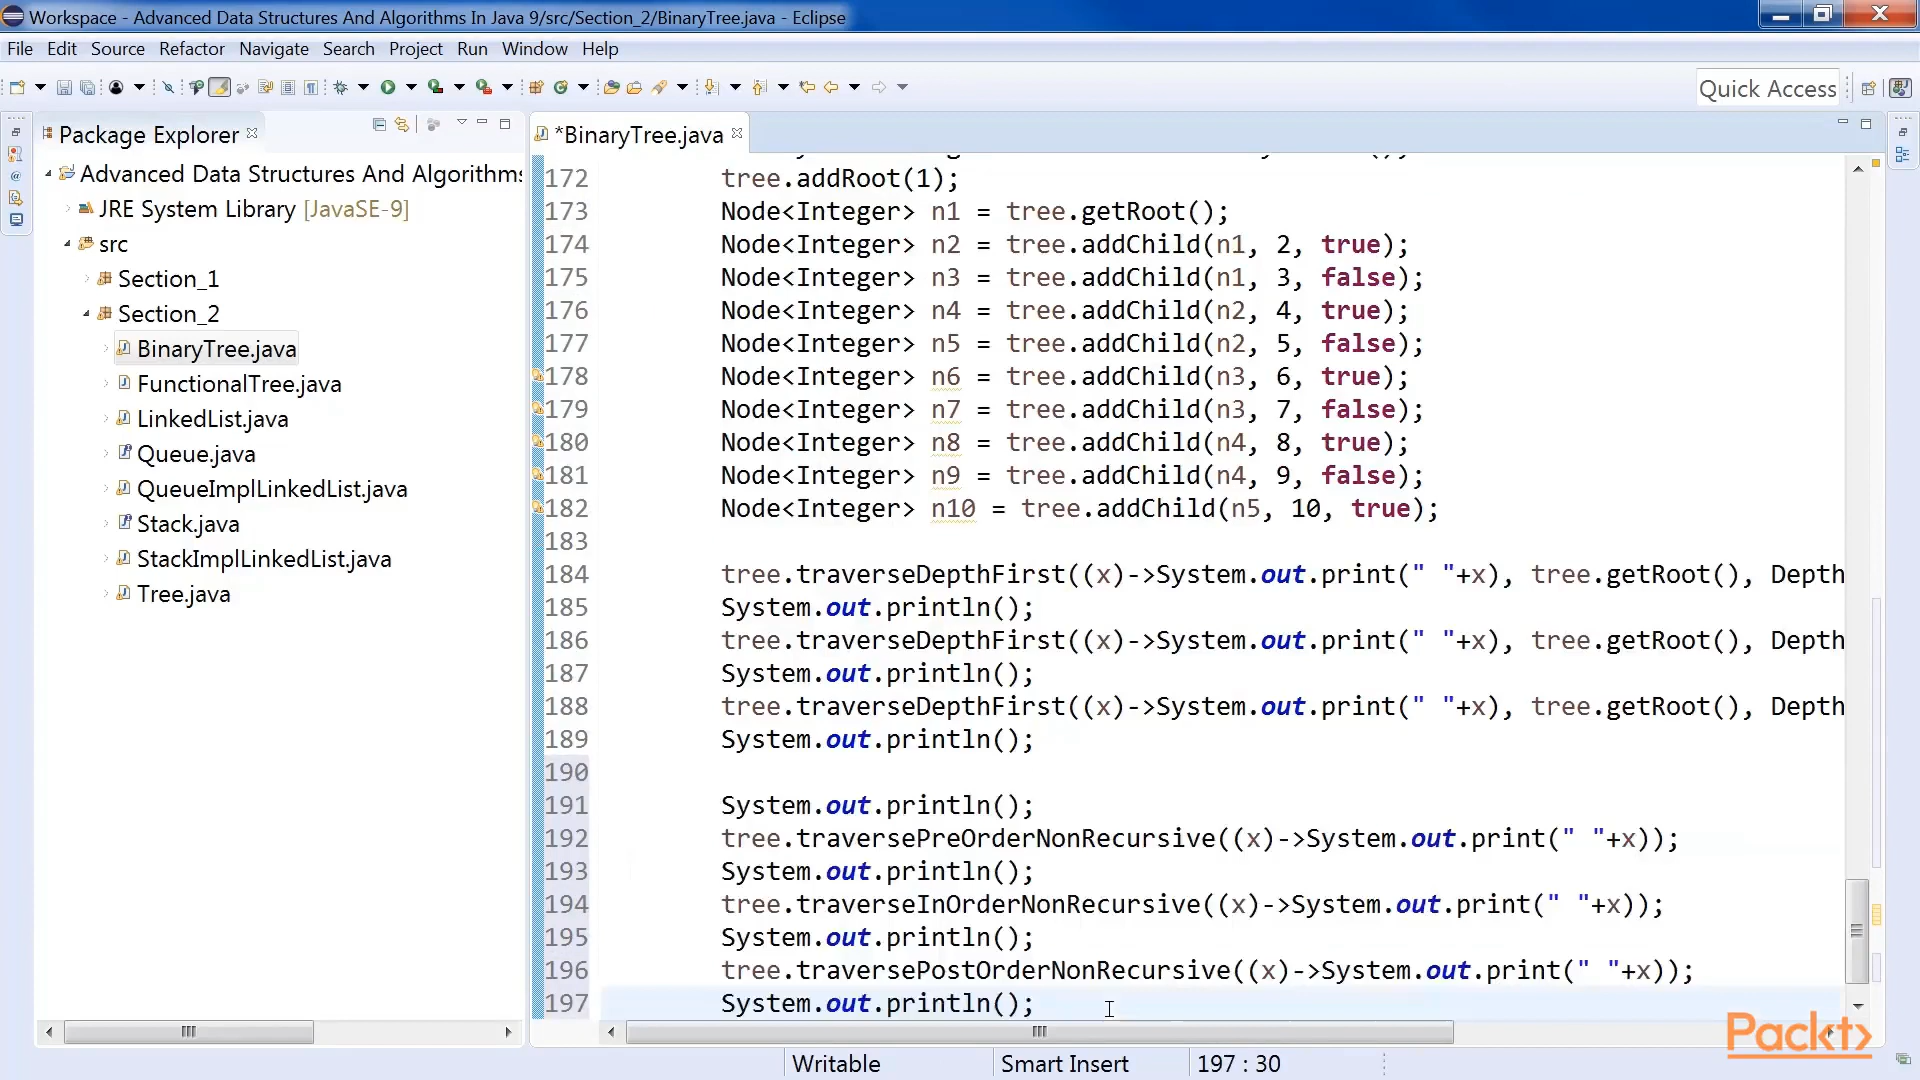 Workspace - Advanced Data Structures And Algorithms In Java 9/src/Section_2/BinaryTree.java - Eclipse
File Edit Source Refactor Navigate Search Project Run Window Help
Quick Access
Package Explorer
*BinaryTree.java
Advanced Data Structures And Algorithms
JRE System Library [JavaSE-9]
src
Section_1
Section_2
BinaryTree.java
FunctionalTree.java
LinkedList.java
Queue.java
QueueImplLinkedList.java
Stack.java
StackImplLinkedList.java
Tree.java
172 tree.addRoot(1);
173 Node<Integer> n1 = tree.getRoot();
174 Node<Integer> n2 = tree.addChild(n1, 2, true);
175 Node<Integer> n3 = tree.addChild(n1, 3, false);
176 Node<Integer> n4 = tree.addChild(n2, 4, true);
177 Node<Integer> n5 = tree.addChild(n2, 5, false);
178 Node<Integer> n6 = tree.addChild(n3, 6, true);
179 Node<Integer> n7 = tree.addChild(n3, 7, false);
180 Node<Integer> n8 = tree.addChild(n4, 8, true);
181 Node<Integer> n9 = tree.addChild(n4, 9, false);
182 Node<Integer> n10 = tree.addChild(n5, 10, true);
183
184 tree.traverseDepthFirst((x)->System.out.print(" "+x), tree.getRoot(), Depth
185 System.out.println();
186 tree.traverseDepthFirst((x)->System.out.print(" "+x), tree.getRoot(), Depth
187 System.out.println();
188 tree.traverseDepthFirst((x)->System.out.print(" "+x), tree.getRoot(), Depth
189 System.out.println();
190
191 System.out.println();
192 tree.traversePreOrderNonRecursive((x)->System.out.print(" "+x));
193 System.out.println();
194 tree.traverseInOrderNonRecursive((x)->System.out.print(" "+x));
195 System.out.println();
196 tree.traversePostOrderNonRecursive((x)->System.out.print(" "+x));
197 System.out.println();
Packt>
Writable Smart Insert 197 : 30